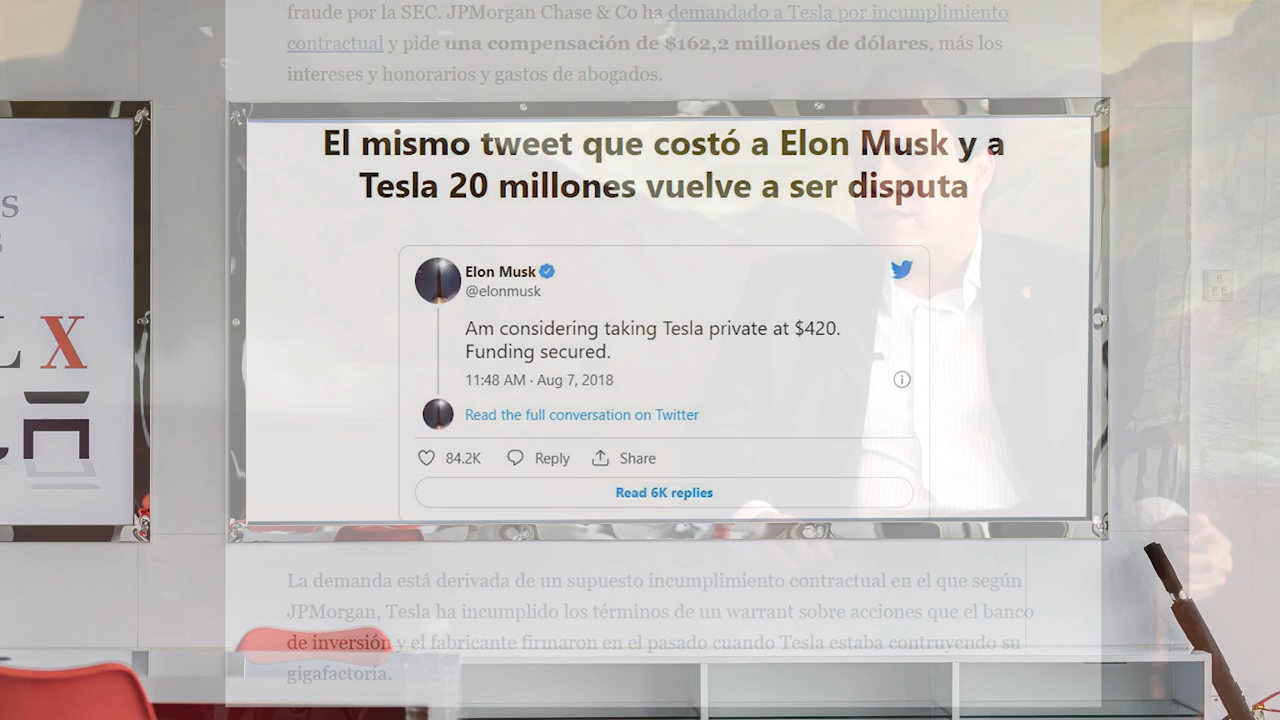 fraude por la SEC. JPMorgan Chase & Co ha demandado a Tesla por incumplimiento
contractual y pide una compensación de $162,2 millones de dólares, más los
intereses y honorarios y gastos de abogados.
S
S
L X
El mismo tweet que costó a Elon Musk y a
Tesla 20 millones vuelve a ser disputa
Elon Musk
@elonmusk
Am considering taking Tesla private at $420.
Funding secured.
11:48 AM · Aug 7, 2018
Read the full conversation on Twitter
84.2K Reply Share
Read 6K replies
La demanda está derivada de un supuesto incumplimiento contractual en el que según
JPMorgan, Tesla ha incumplido los términos de un warrant sobre acciones que el banco
de inversión y el fabricante firmaron en el pasado cuando Tesla estaba contruyendo su
gigafactoría.